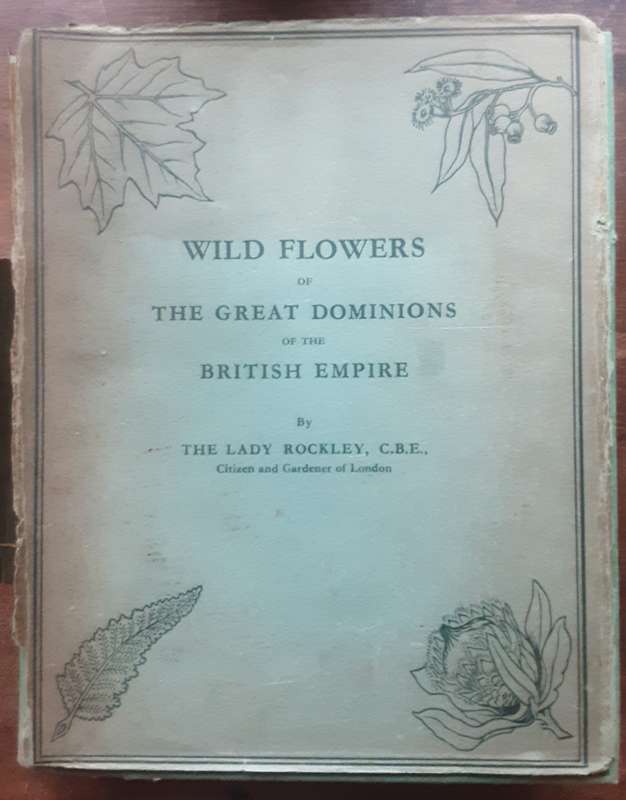 WILD FLOWERS
OF
THE GREAT DOMINIONS
OF THE
BRITISH EMPIRE
By
THE LADY ROCKLEY, C.B.E.,
Citizen and Gardener of London